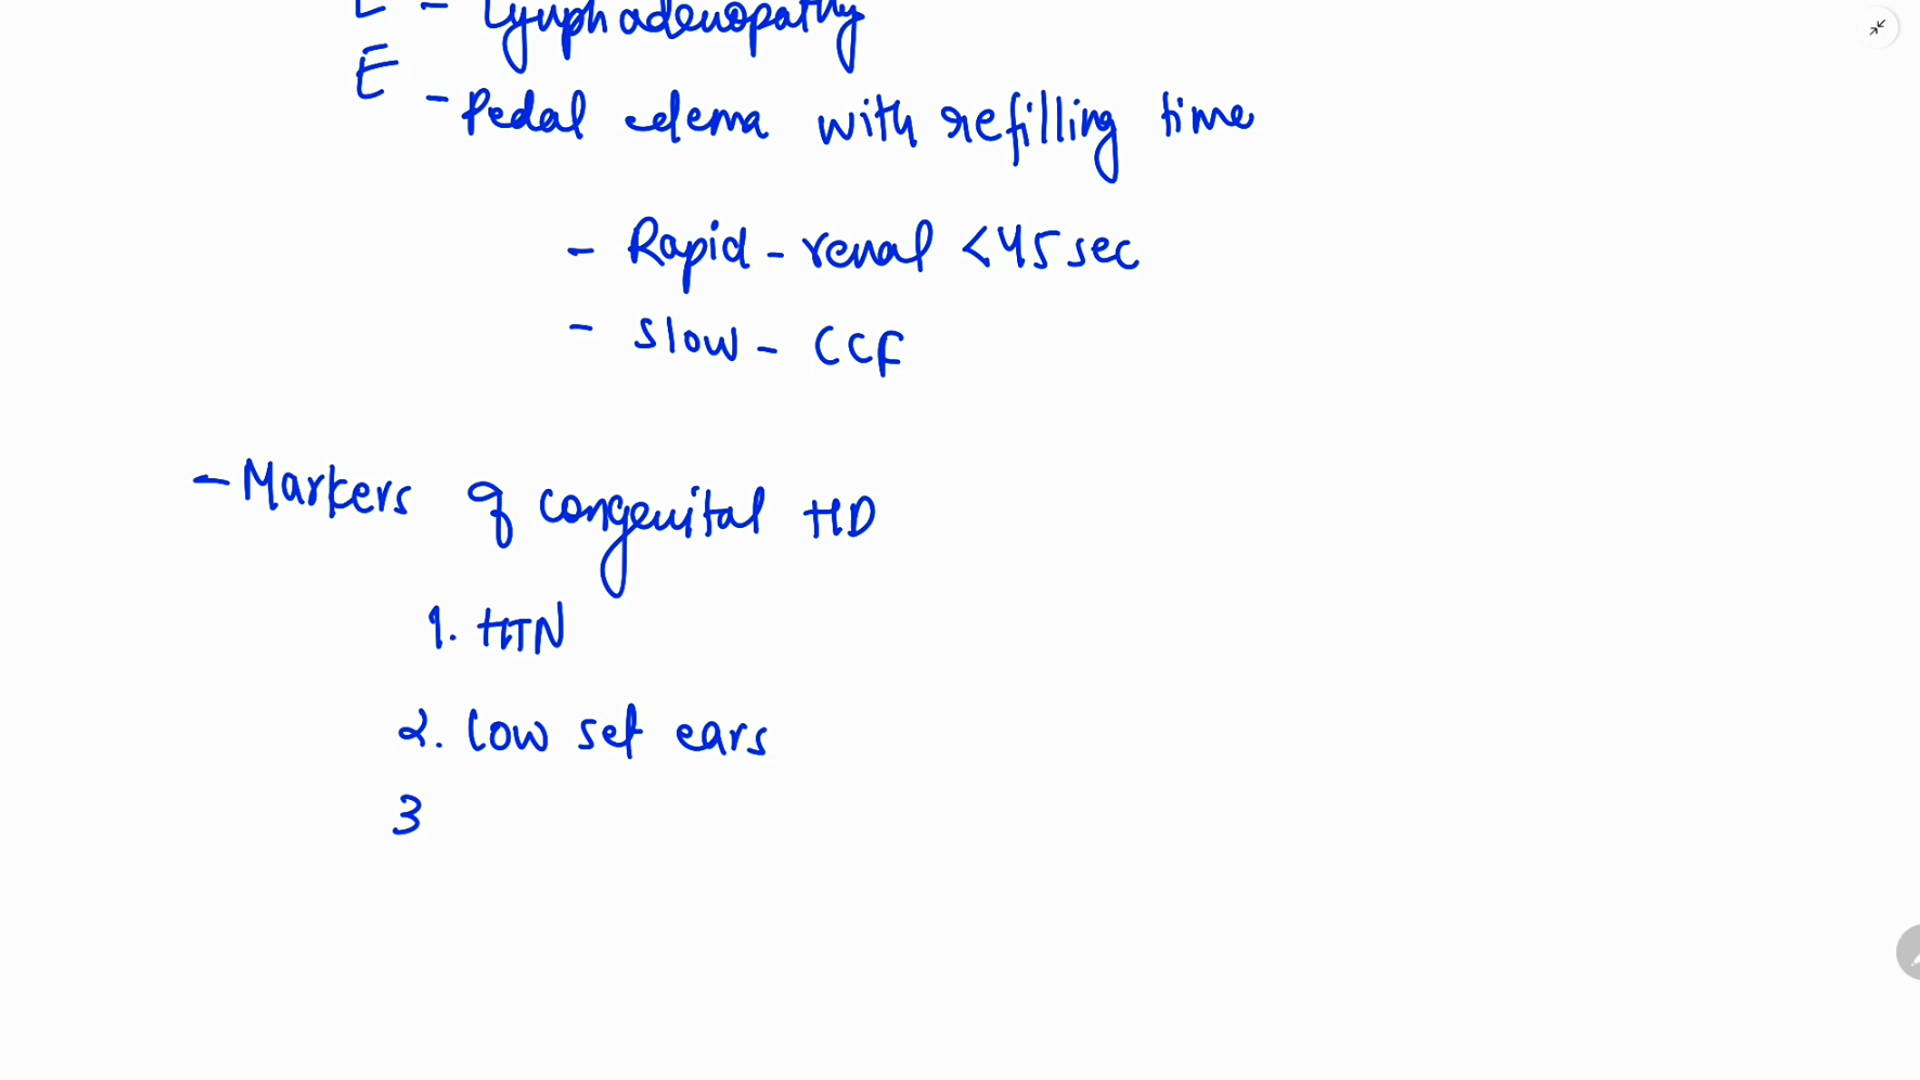 L - Lymphadenopathy
E - Pedal edema with refilling time
- Rapid - renal <45 sec
- Slow - CCF
- Markers of congenital HD
1. HTN
2. Low set ears
3